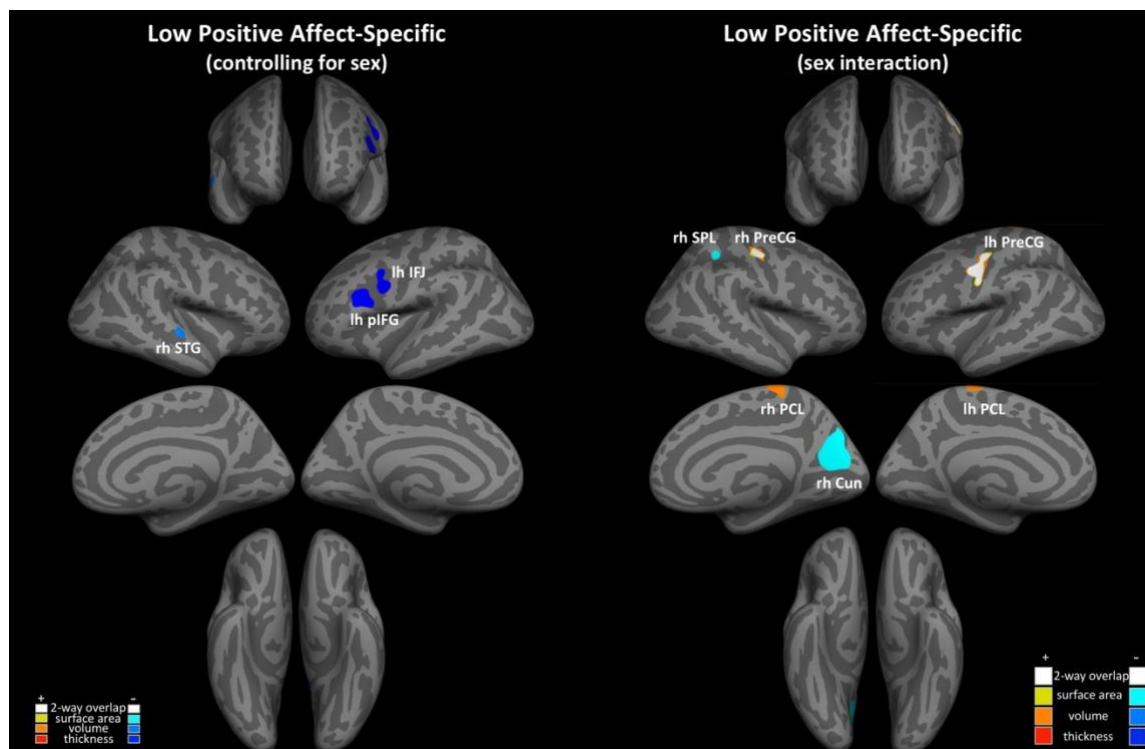 Low Positive Affect-Specific
(controlling for sex)
lh IFJ
lh pIFG
rh STG
+ -
2-way overlap
surface area
volume
thickness
Low Positive Affect-Specific
(sex interaction)
rh SPL
rh PreCG
lh PreCG
rh PCL
lh PCL
rh Cun
+ -
2-way overlap
surface area
volume
thickness